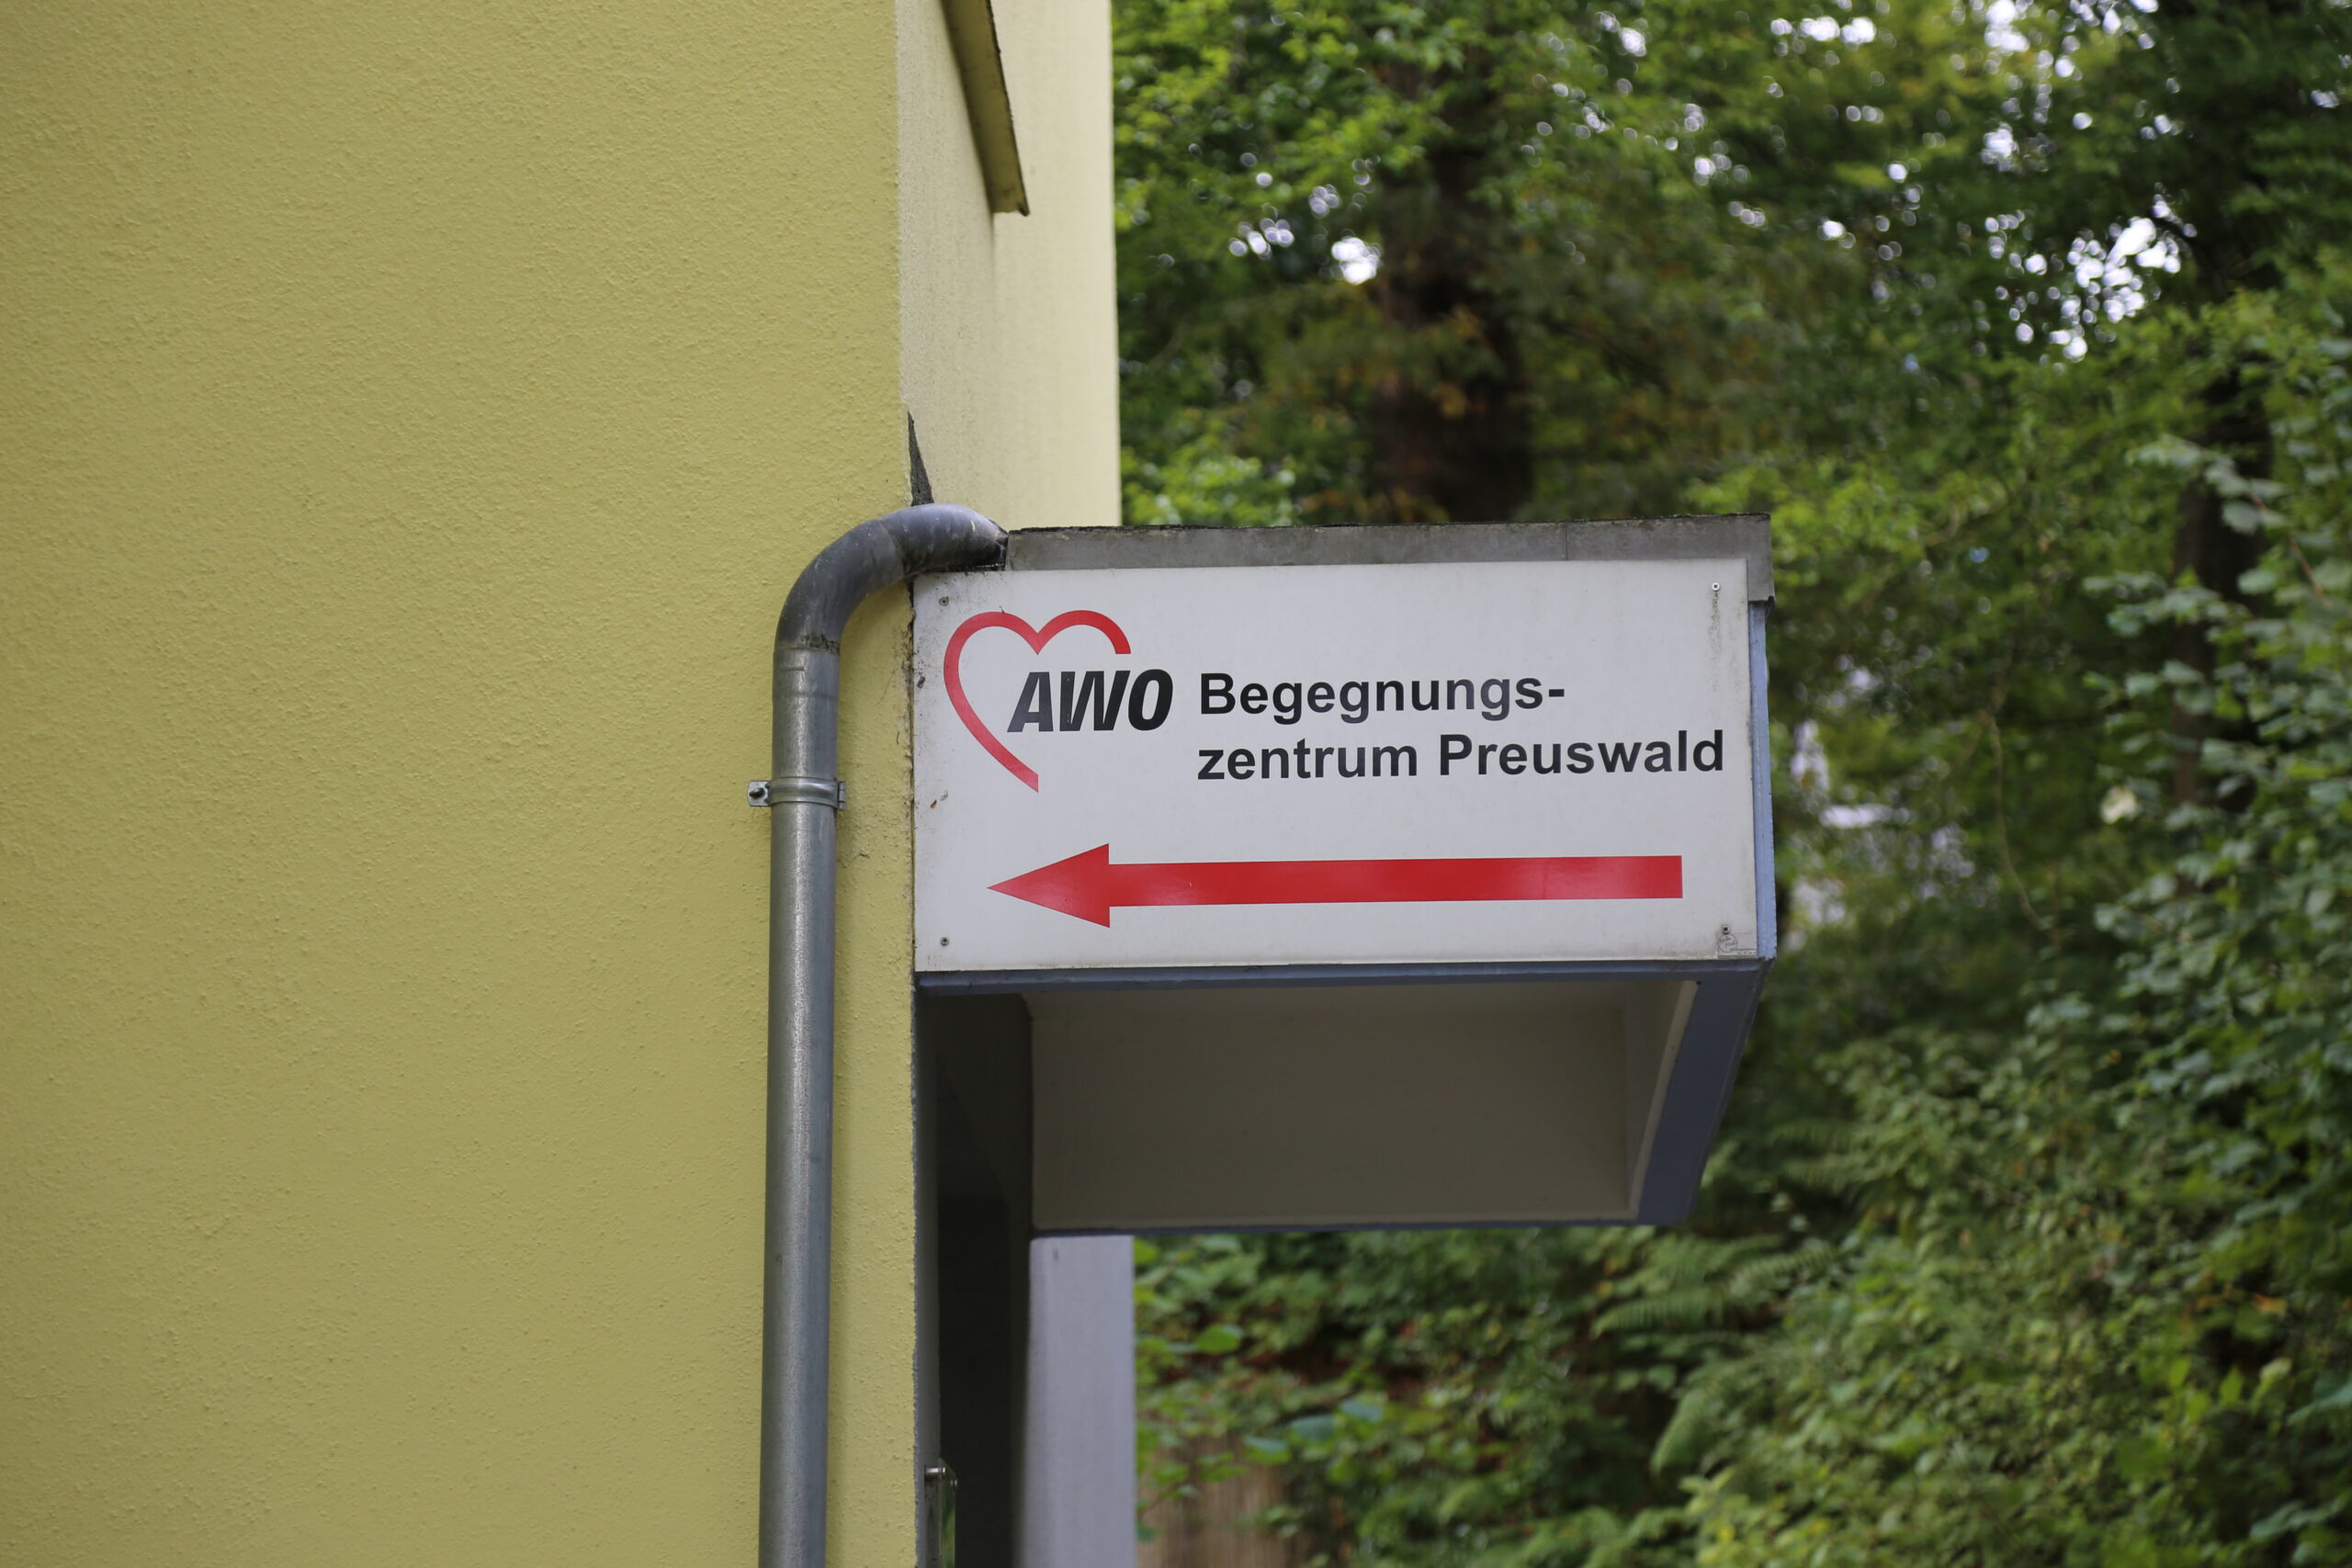 AWO
Begegnungs-
zentrum Preuswald